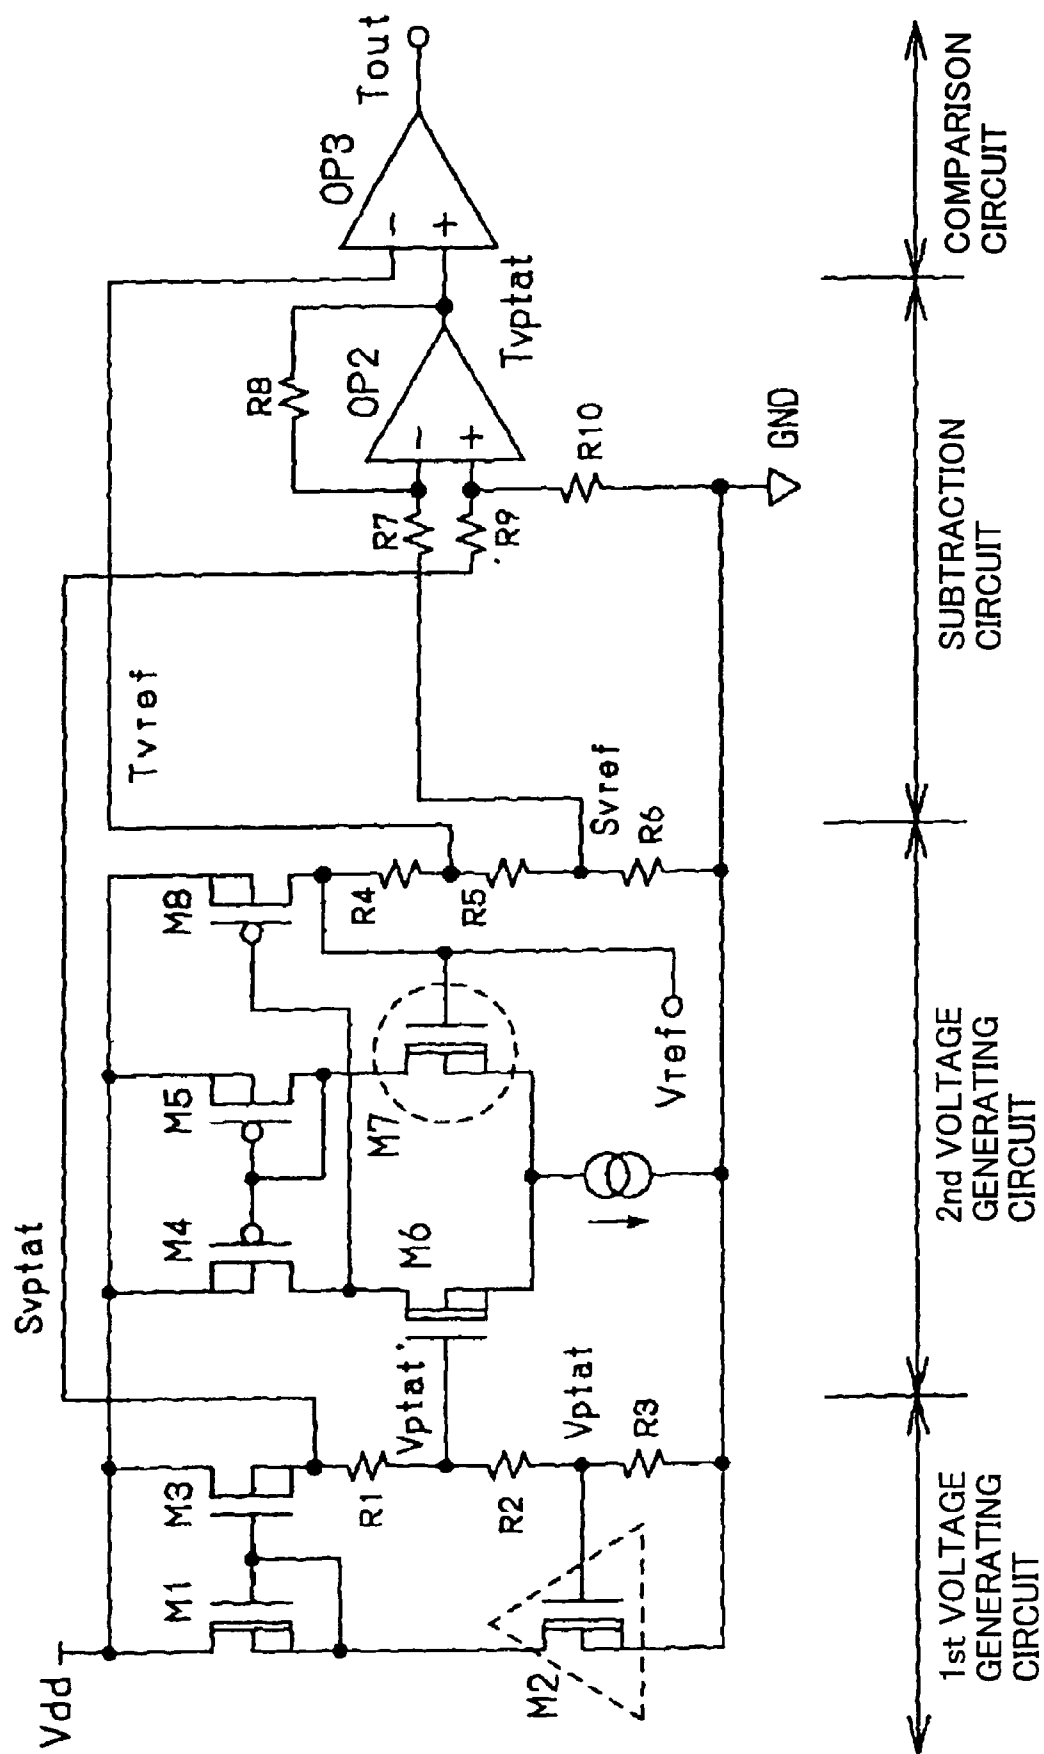 Vdd
Svptat
Tvref
Tout
M1
M3
M4
M5
M8
OP3
−
+
R8
OP2
−
+
Tvptat
R7
R9
R10
GND
R1
Vptat'
R2
Vptat
R3
M2
M6
M7
Vref
R4
R5
Svref
R6
1st VOLTAGE
GENERATING
CIRCUIT
2nd VOLTAGE
GENERATING
CIRCUIT
SUBTRACTION
CIRCUIT
COMPARISON
CIRCUIT